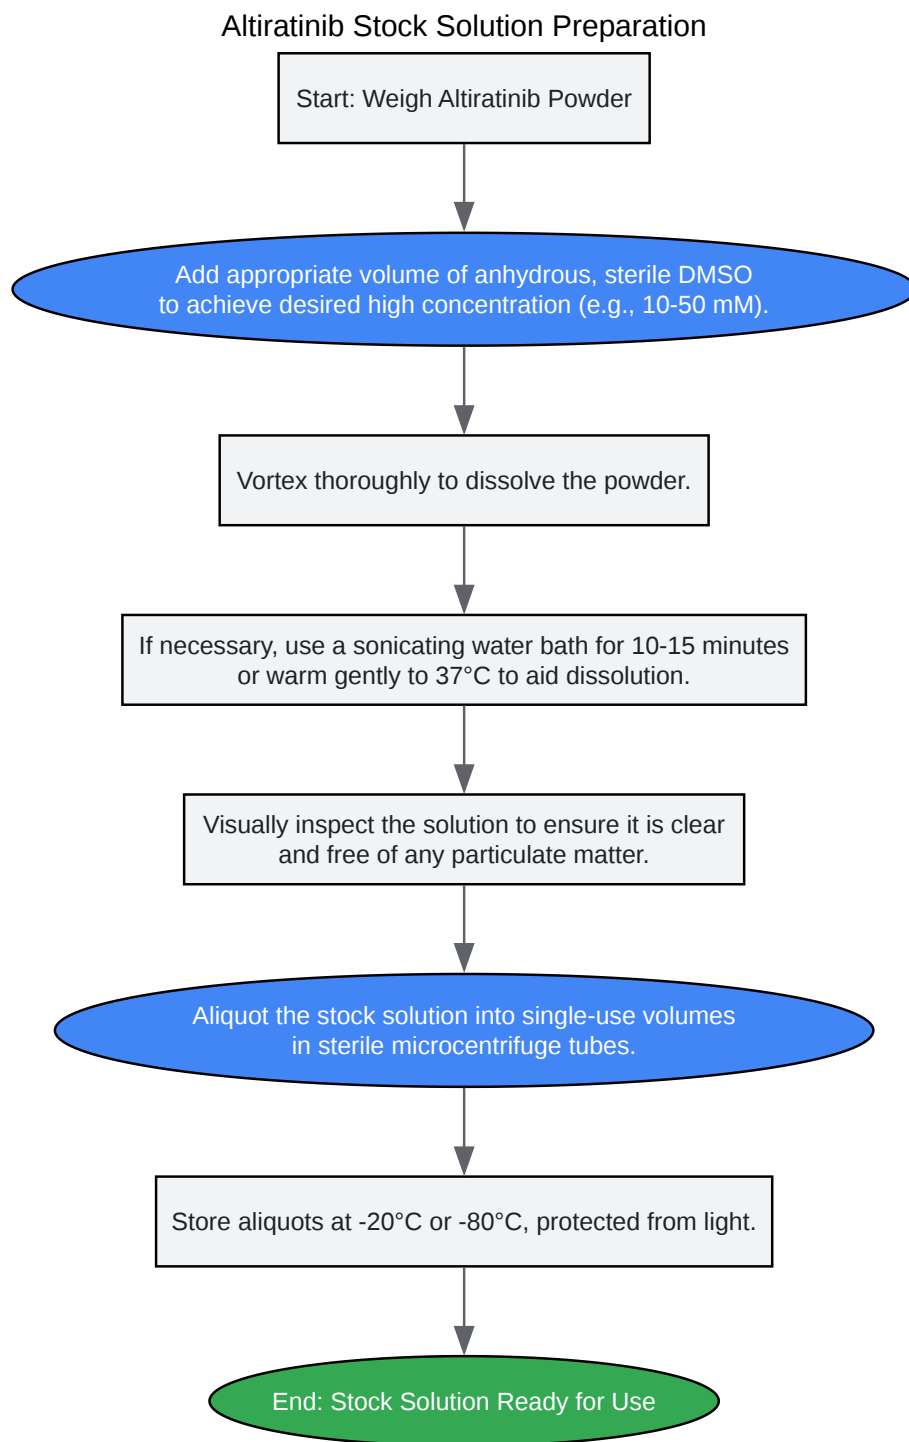 Altiratinib Stock Solution Preparation
Start: Weigh Altiratinib Powder
Add appropriate volume of anhydrous, sterile DMSO
to achieve desired high concentration (e.g., 10-50 mM).
Vortex thoroughly to dissolve the powder.
If necessary, use a sonicating water bath for 10-15 minutes
or warm gently to 37°C to aid dissolution.
Visually inspect the solution to ensure it is clear
and free of any particulate matter.
Aliquot the stock solution into single-use volumes
in sterile microcentrifuge tubes.
Store aliquots at -20°C or -80°C, protected from light.
End: Stock Solution Ready for Use